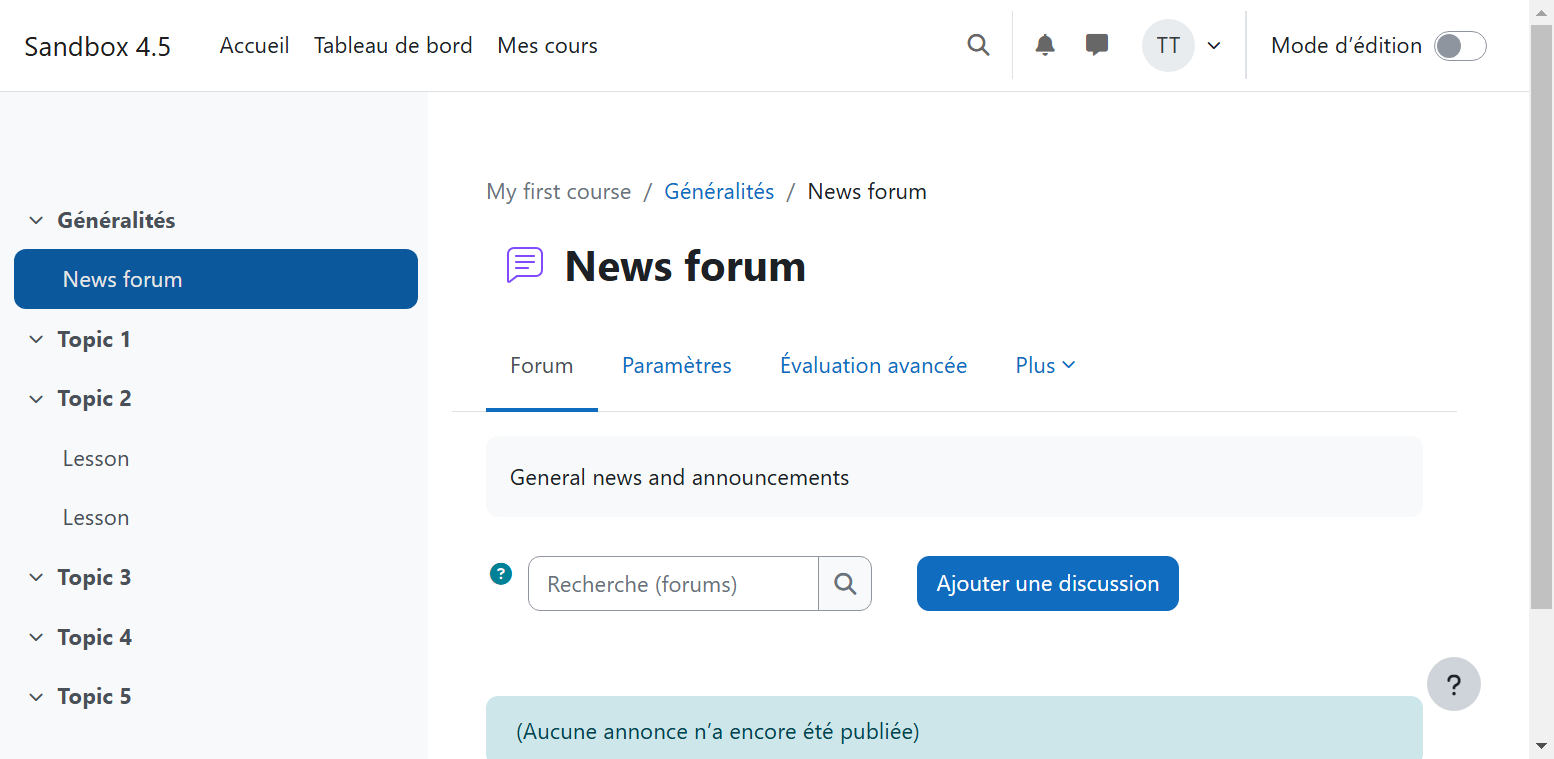 Sandbox 4.5 Accueil Tableau de bord Mes cours TT Mode d’édition
Généralités
News forum
Topic 1
Topic 2
Lesson
Lesson
Topic 3
Topic 4
Topic 5
My first course / Généralités / News forum
News forum
Forum Paramètres Évaluation avancée Plus
General news and announcements
? Recherche (forums) Ajouter une discussion
?
(Aucune annonce n’a encore été publiée)